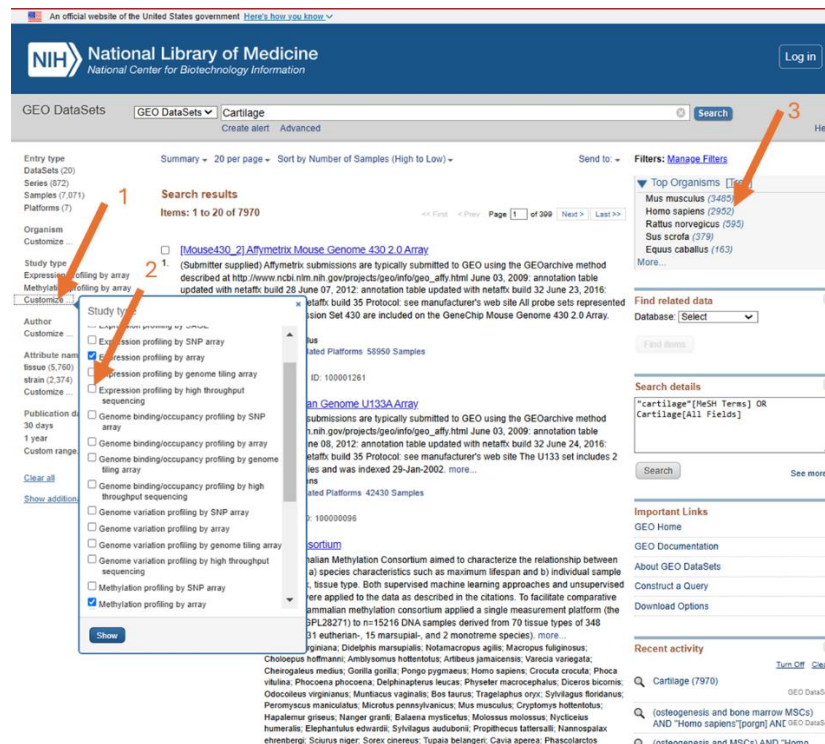 An official website of the United States government Here's how you know
NIH National Library of Medicine
National Center for Biotechnology Information
Log in
GEO DataSets
GEO DataSets
Cartilage
Search
Create alert Advanced
He
1
2
3
Entry type
DataSets (20)
Series (872)
Samples (7,071)
Platforms (7)
Organism
Customize ...
Study type
Expression profiling by array
Methylation profiling by array
Customize ...
Author
Customize ...
Attribute nam
tissue (5,760)
strain (2,374)
Customize ...
Publication da
30 days
1 year
Custom range.
Clear all
Show addition
Study type
×
Expression profiling by SAGE
Expression profiling by SNP array
Expression profiling by array
Expression profiling by genome tiling array
Expression profiling by high throughput
sequencing
Genome binding/occupancy profiling by SNP
array
Genome binding/occupancy profiling by array
Genome binding/occupancy profiling by genome
tiling array
Genome binding/occupancy profiling by high
throughput sequencing
Genome variation profiling by SNP array
Genome variation profiling by array
Genome variation profiling by genome tiling array
Genome variation profiling by high throughput
sequencing
Methylation profiling by SNP array
Methylation profiling by array
Show
Summary 20 per page Sort by Number of Samples (High to Low)
Send to:
Search results
Items: 1 to 20 of 7970
<< First < Prev Page 1 of 399 Next > Last >>
[Mouse430_2] Affymetrix Mouse Genome 430 2.0 Array
1. (Submitter supplied) Affymetrix submissions are typically submitted to GEO using the GEOarchive method
described at http://www.ncbi.nlm.nih.gov/projects/geo/info/geo_affy.html June 03, 2009: annotation table
updated with netaffx build 28 June 07, 2012: annotation table updated with netaffx build 32 June 23, 2016:
etaffx build 35 Protocol: see manufacturer's web site All probe sets represented
ssion Set 430 are included on the GeneChip Mouse Genome 430 2.0 Array.
lus
lated Platforms 58950 Samples
ID: 100001261
an Genome U133A Array
submissions are typically submitted to GEO using the GEOarchive method
n.nih.gov/projects/geo/info/geo_affy.html June 03, 2009: annotation table
ne 08, 2012: annotation table updated with netaffx build 32 June 24, 2016:
etaffx build 35 Protocol: see manufacturer's web site The U133 set includes 2
ies and was indexed 29-Jan-2002. more...
ns
ated Platforms 42430 Samples
D: 100000096
sortium
malian Methylation Consortium aimed to characterize the relationship between
a) species characteristics such as maximum lifespan and b) individual sample
, tissue type. Both supervised machine learning approaches and unsupervised
ere applied to the data as described in the citations. To facilitate comparative
ammalian methylation consortium applied a single measurement platform (the
GPL28271) to n=15216 DNA samples derived from 70 tissue types of 348
31 eutherian-, 15 marsupial-, and 2 monotreme species). more...
rginiana; Didelphis marsupialis; Notamacropus agilis; Macropus fuliginosus;
Choloepus hoffmanni; Amblysomus hottentotus; Artibeus jamaicensis; Varecia variegata;
Cheirogaleus medius; Gorilla gorilla; Pongo pygmaeus; Homo sapiens; Crocuta crocuta; Phoca
vitulina; Phocoena phocoena; Delphinapterus leucas; Physeter macrocephalus; Diceros bicornis;
Odocoileus virginianus; Muntiacus vaginalis; Bos taurus; Tragelaphus oryx; Sylvilagus floridanus;
Peromyscus maniculatus; Microtus pennsylvanicus; Mus musculus; Cryptomys hottentotus;
Hapalemur griseus; Nanger granti; Balaena mysticetus; Molossus molossus; Nycticeius
humeralis; Elephantulus edwardii; Sylvilagus audubonii; Propithecus tattersalli; Nannospalax
ehrenbergi; Sciurus niger; Sorex cinereus; Tupaia belangeri; Cavia aperea; Phascolarctos
Filters: Manage Filters
Top Organisms [Tree]
Mus musculus (3485)
Homo sapiens (2952)
Rattus norvegicus (595)
Sus scrofa (379)
Equus caballus (163)
More...
Find related data
Database: Select
Find items
Search details
"cartilage"[MeSH Terms] OR
Cartilage[All Fields]
Search
See more
Important Links
GEO Home
GEO Documentation
About GEO DataSets
Construct a Query
Download Options
Recent activity
Turn Off Clea
Cartilage (7970)
GEO DataS
(osteogenesis and bone marrow MSCs)
AND "Homo sapiens"[porgn] ANE GEO DataS
(osteogenesis and MSCs) AND "Homo